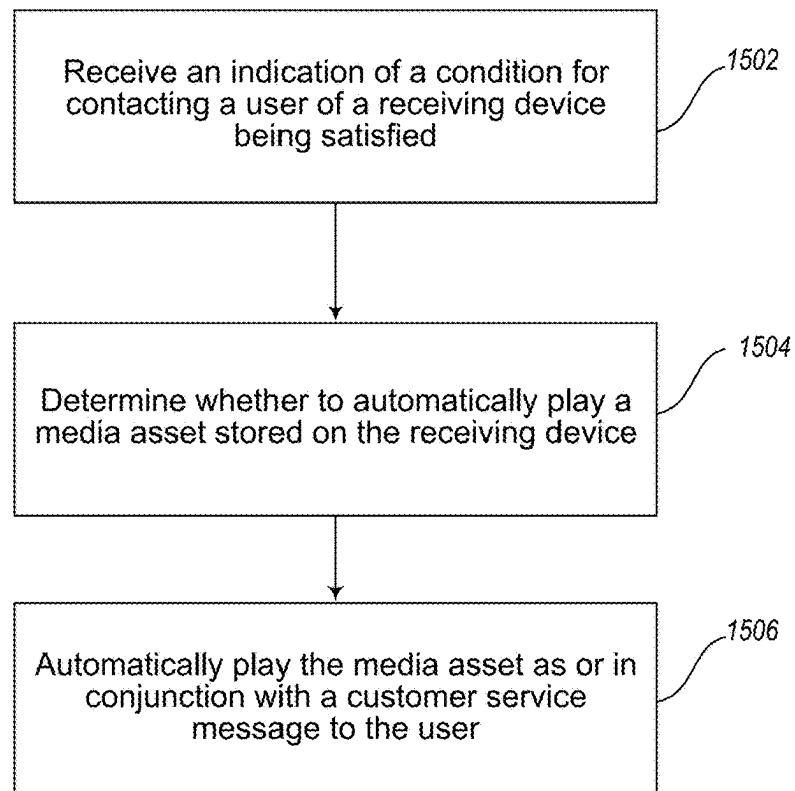 Receive an indication of a condition for
contacting a user of a receiving device
being satisfied
1502
Determine whether to automatically play a
media asset stored on the receiving device
1504
Automatically play the media asset as or in
conjunction with a customer service
message to the user
1506